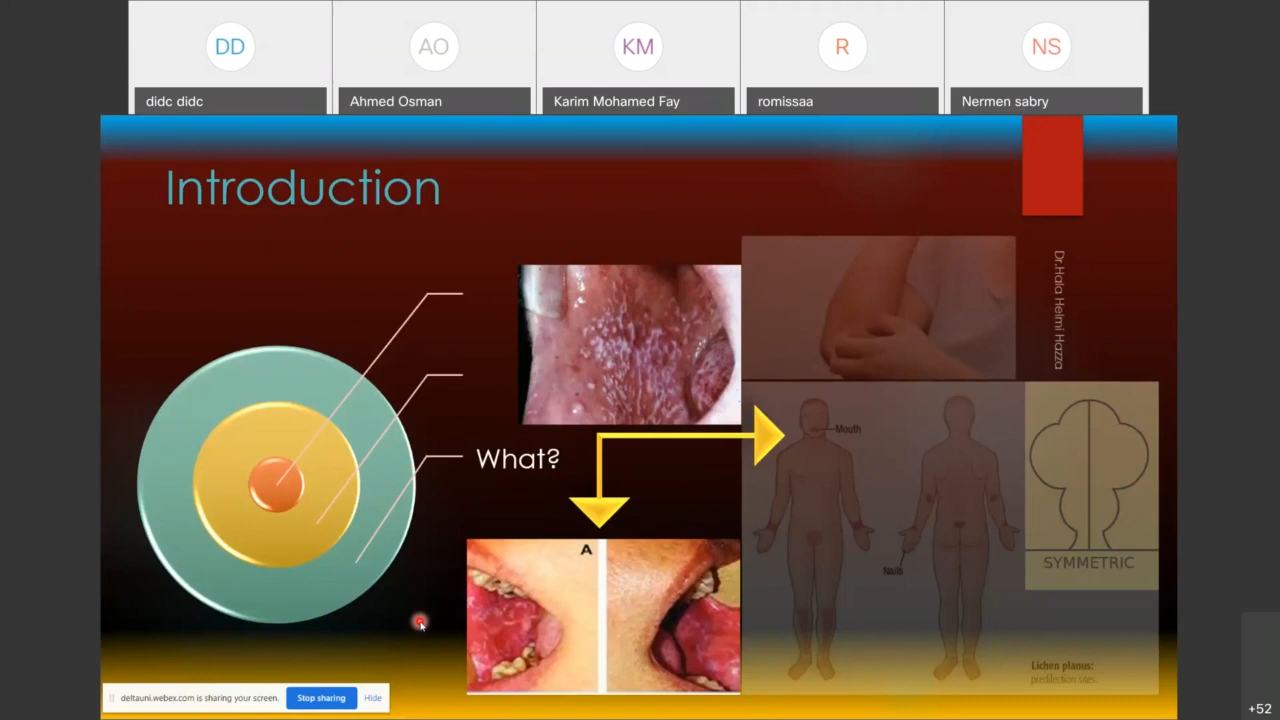 DD
AO
KM
R
NS
didc didc
Ahmed Osman
Karim Mohamed Fay
romissaa
Nermen sabry
Introduction
Dr.Hala Helmi Hazza
What?
Mouth
Nails
A
SYMMETRIC
Lichen planus:
predilection sites.
deltauni.webex.com is sharing your screen.
Stop sharing
Hide
+52